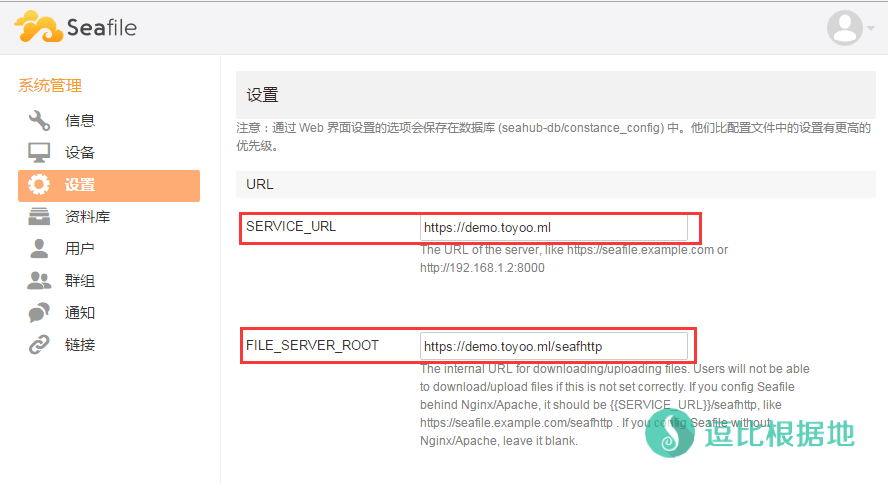 Seafile
系统管理
信息
设备
设置
资料库
用户
群组
通知
链接
设置
注意：通过 Web 界面设置的选项会保存在数据库 (seahub-db/constance_config) 中。他们比配置文件中的设置有更高的
优先级。
URL
SERVICE_URL
https://demo.toyoo.ml
The URL of the server, like https://seafile.example.com or
http://192.168.1.2:8000
FILE_SERVER_ROOT
https://demo.toyoo.ml/seafhttp
The internal URL for downloading/uploading files. Users will not be able
to download/upload files if this is not set correctly. If you config Seafile
behind Nginx/Apache, it should be {{SERVICE_URL}}/seafhttp, like
https://seafile.example.com/seafhttp . If you config Seafile without
Nginx/Apache, leave it blank.
逗比根据地